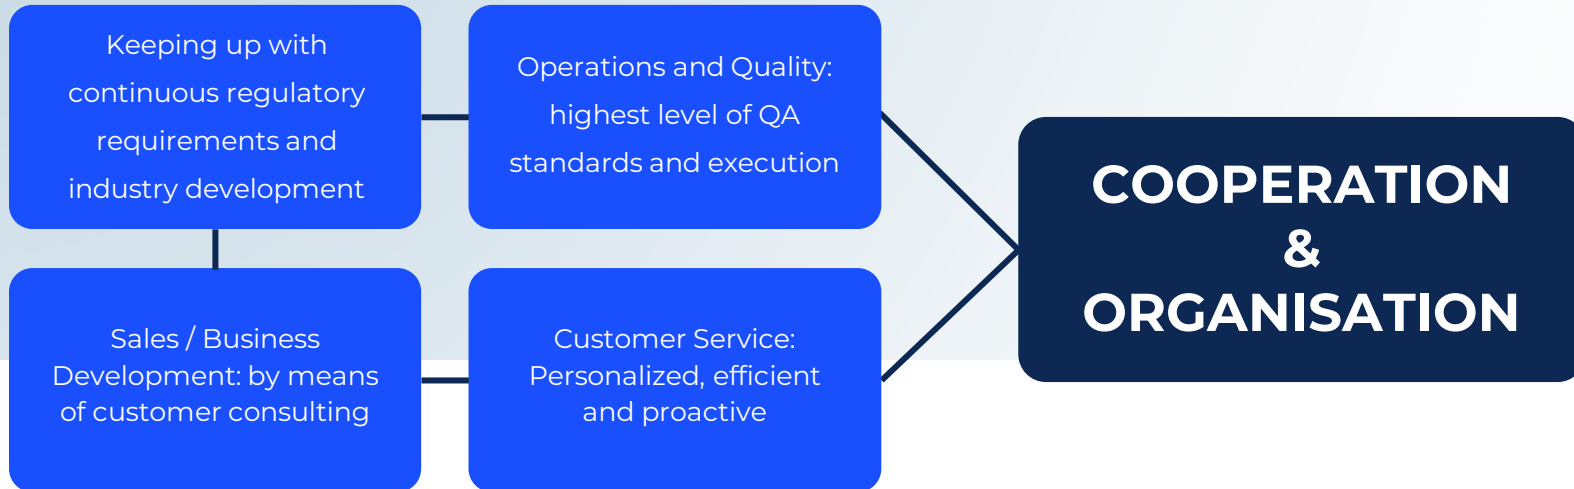 Keeping up with
continuous regulatory
requirements and
industry development
Operations and Quality:
highest level of QA
standards and execution
Sales / Business
Development: by means
of customer consulting
Customer Service:
Personalized, efficient
and proactive
COOPERATION
&
ORGANISATION